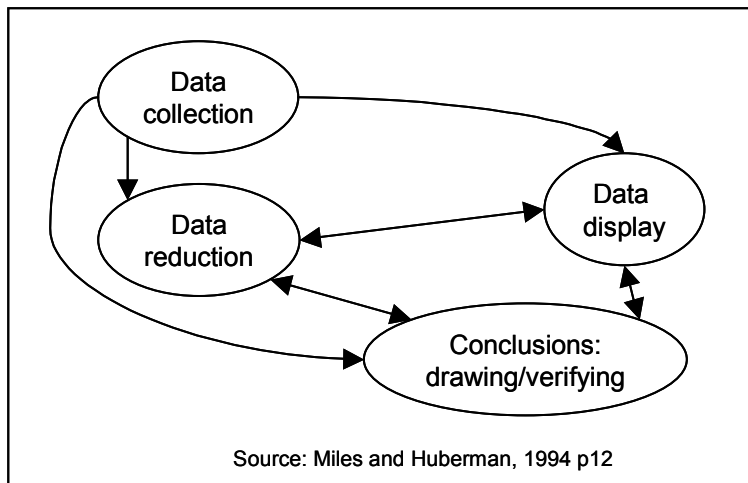 Data
collection
Data
reduction
Data
display
Conclusions:
drawing/verifying
Source: Miles and Huberman, 1994 p12